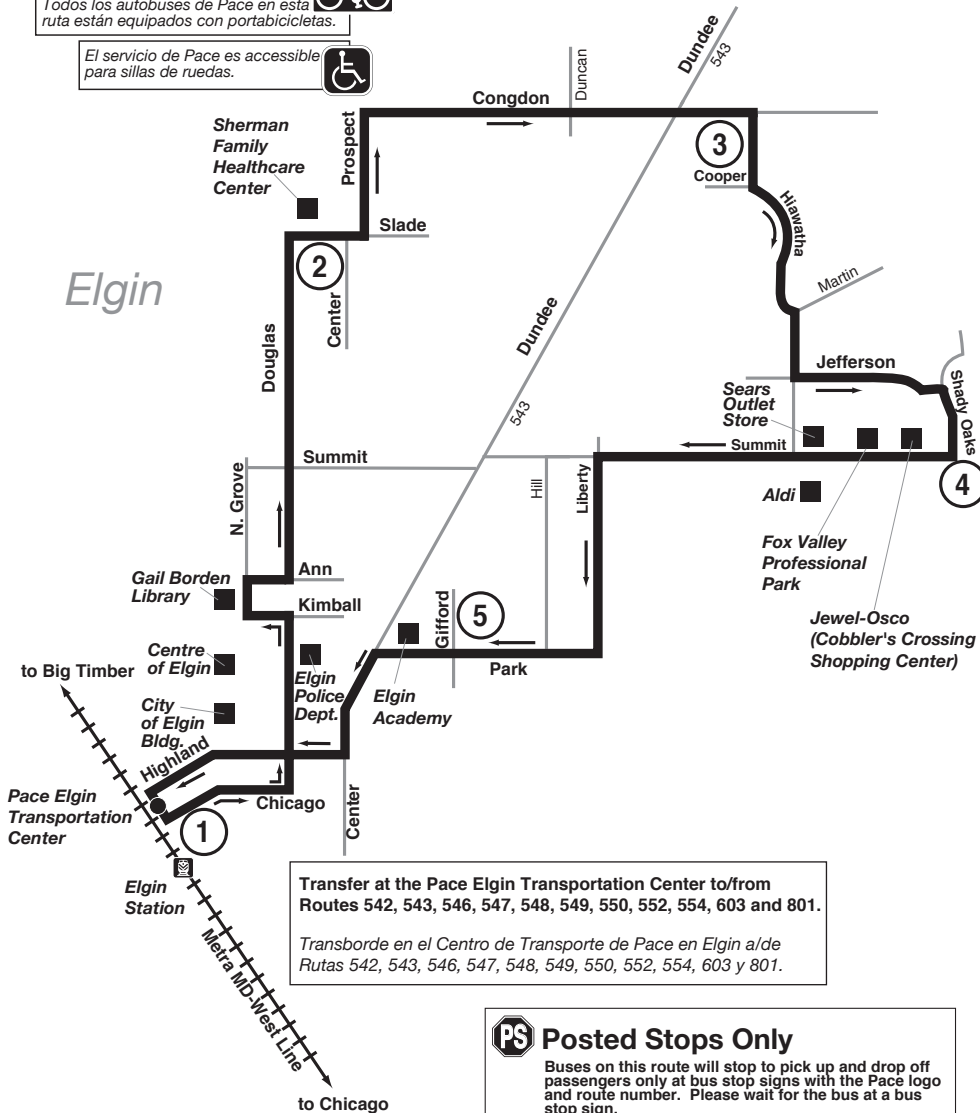 Todos los autobuses de Pace en esta
ruta están equipados con portabicicletas.
El servicio de Pace es accessible
para sillas de ruedas.
Dundee
543
Duncan
Congdon
Sherman
Family
Healthcare
Center
Prospect
3
Cooper
Slade
Hiawatha
2
Elgin
Center
Martin
Dundee
Douglas
Jefferson
Sears
Outlet
Store
Shady Oaks
543
Summit
Summit
4
N. Grove
Hill
Liberty
Aldi
Fox Valley
Professional
Park
Ann
Gail Borden
Library
Kimball
Gifford
5
Jewel-Osco
(Cobbler's Crossing
Shopping Center)
Centre
of Elgin
Park
to Big Timber
Elgin
Police
Dept.
Elgin
Academy
City
of Elgin
Bldg.
Highland
Pace Elgin
Transportation
Center
Chicago
1
Center
Elgin
Station
Transfer at the Pace Elgin Transportation Center to/from
Routes 542, 543, 546, 547, 548, 549, 550, 552, 554, 603 and 801.
Transborde en el Centro de Transporte de Pace en Elgin a/de
Rutas 542, 543, 546, 547, 548, 549, 550, 552, 554, 603 y 801.
Metra MD-West Line
to Chicago
PS Posted Stops Only
Buses on this route will stop to pick up and drop off
passengers only at bus stop signs with the Pace logo
and route number. Please wait for the bus at a bus
stop sign.